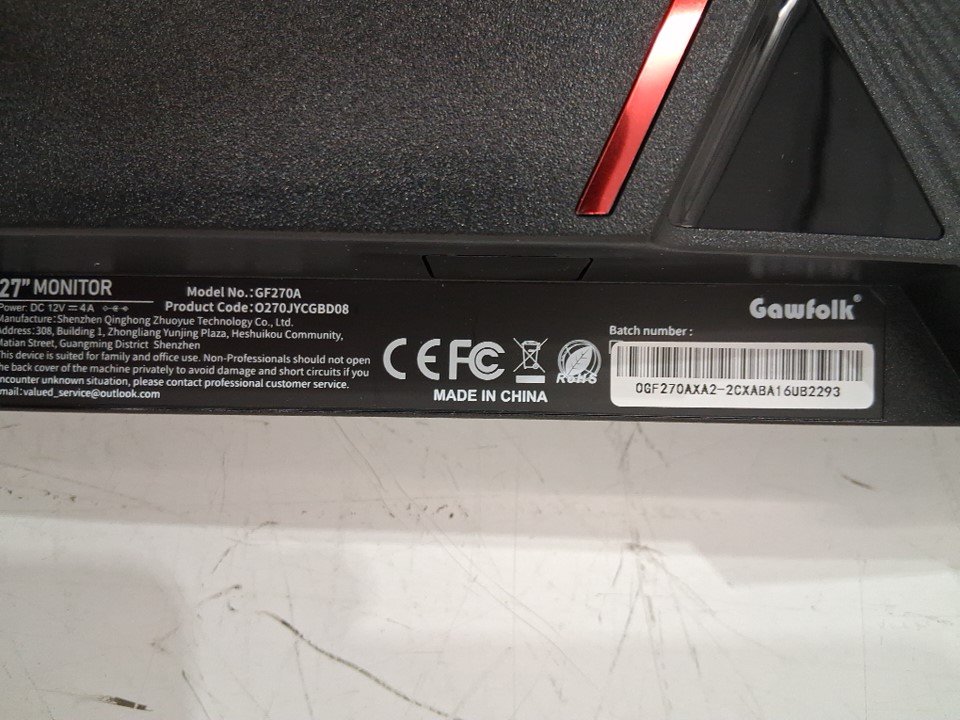 27” MONITOR
Power: DC 12V⎓4A
Model No.:GF270A
Product Code:O270JYCGBD08
Manufacture:Shenzhen Qinghong Zhuoyue Technology Co., Ltd.
Address:308, Building 1, Zhongliang Yunjing Plaza, Heshuikou Community,
Matian Street, Guangming District Shenzhen
This device is suited for family and office use. Non-Professionals should not open
the back cover of the machine privately to avoid damage and short circuits if you
encounter unknown situation, please contact professional customer service.
Email:valued_service@outlook.com
CE FC
RoHS
MADE IN CHINA
Gawfolk®
Batch number :
0GF270AXA2-2CXABA16UB2293